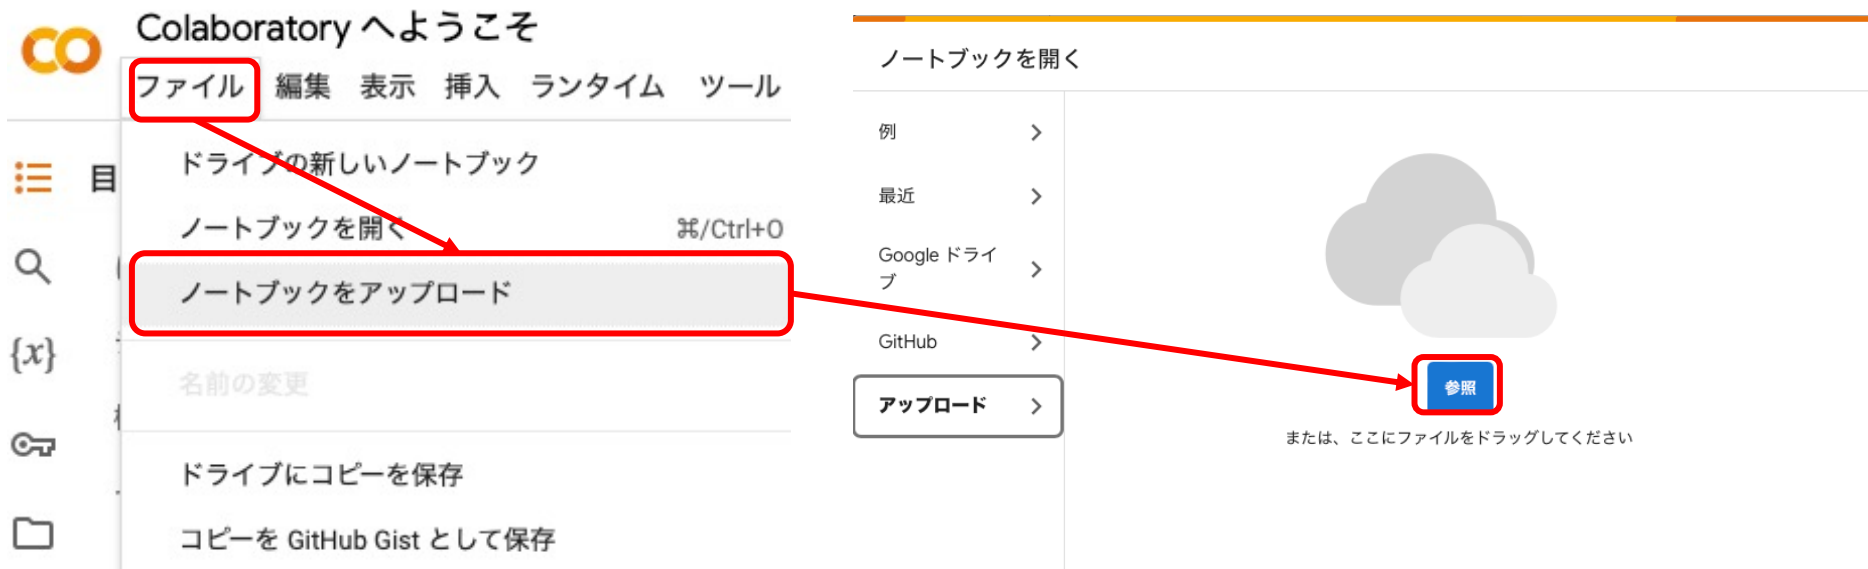 Colaboratory へようこそ
ファイル 編集 表示 挿入 ランタイム ツール
目
ドライブの新しいノートブック
ノートブックを開く ⌘/Ctrl+O
ノートブックをアップロード
{x}
名前の変更
ドライブにコピーを保存
コピーを GitHub Gist として保存
ノートブックを開く
例
最近
Google ドライ
ブ
GitHub
アップロード
参照
または、ここにファイルをドラッグしてください